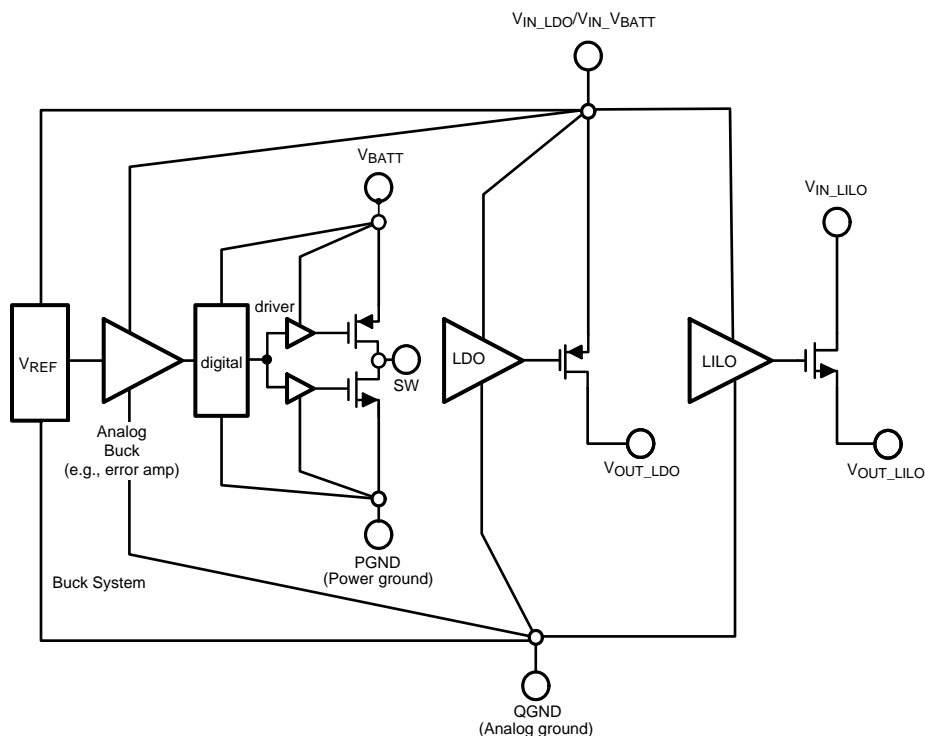 VIN_LDO/VIN_VBATT
VBATT
VIN_LILO
driver
VREF
digital
LDO
LILO
SW
Analog
Buck
(e.g., error amp)
VOUT_LDO
VOUT_LILO
PGND
(Power ground)
Buck System
QGND
(Analog ground)